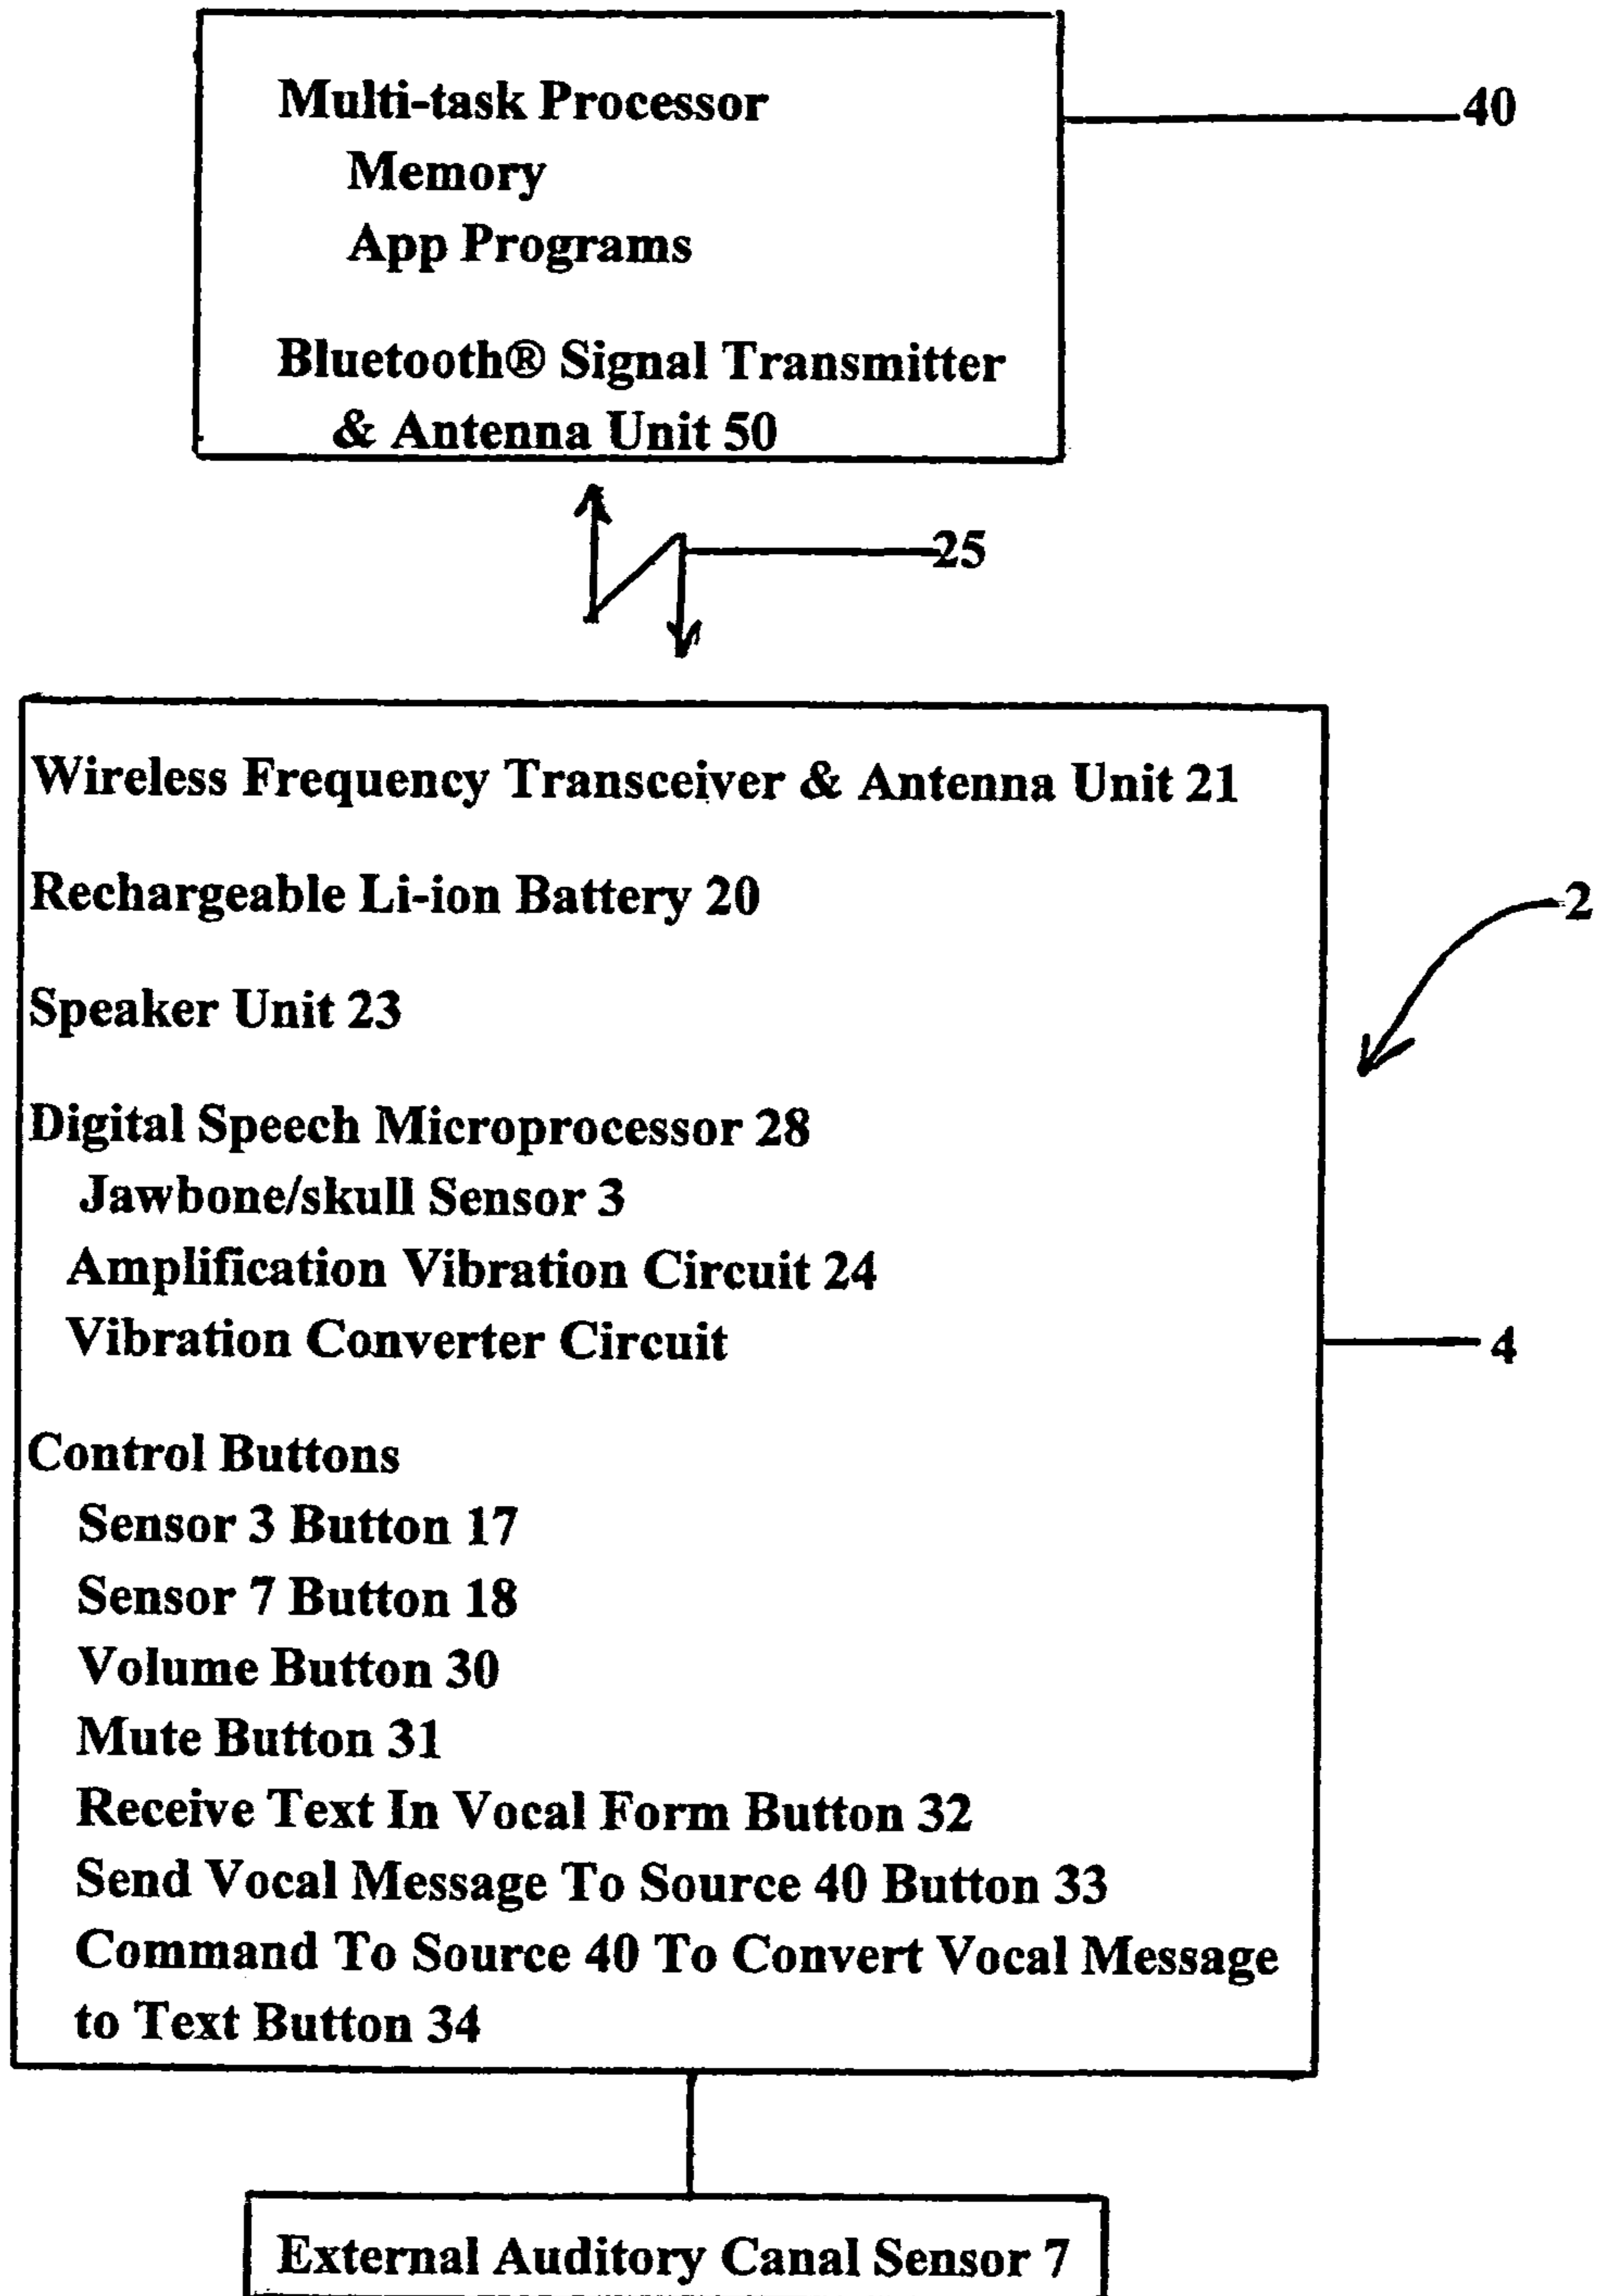 Multi-task Processor
Memory
App Programs
Bluetooth® Signal Transmitter
& Antenna Unit 50
40
25
Wireless Frequency Transceiver & Antenna Unit 21
Rechargeable Li-ion Battery 20
Speaker Unit 23
Digital Speech Microprocessor 28
Jawbone/skull Sensor 3
Amplification Vibration Circuit 24
Vibration Converter Circuit
Control Buttons
Sensor 3 Button 17
Sensor 7 Button 18
Volume Button 30
Mute Button 31
Receive Text In Vocal Form Button 32
Send Vocal Message To Source 40 Button 33
Command To Source 40 To Convert Vocal Message
to Text Button 34
2
4
External Auditory Canal Sensor 7